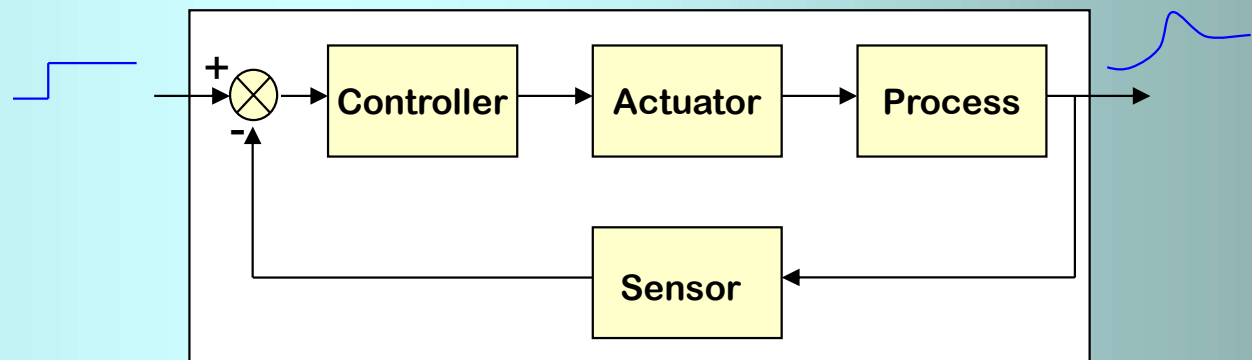 +
Controller
Actuator
Process
-
Sensor